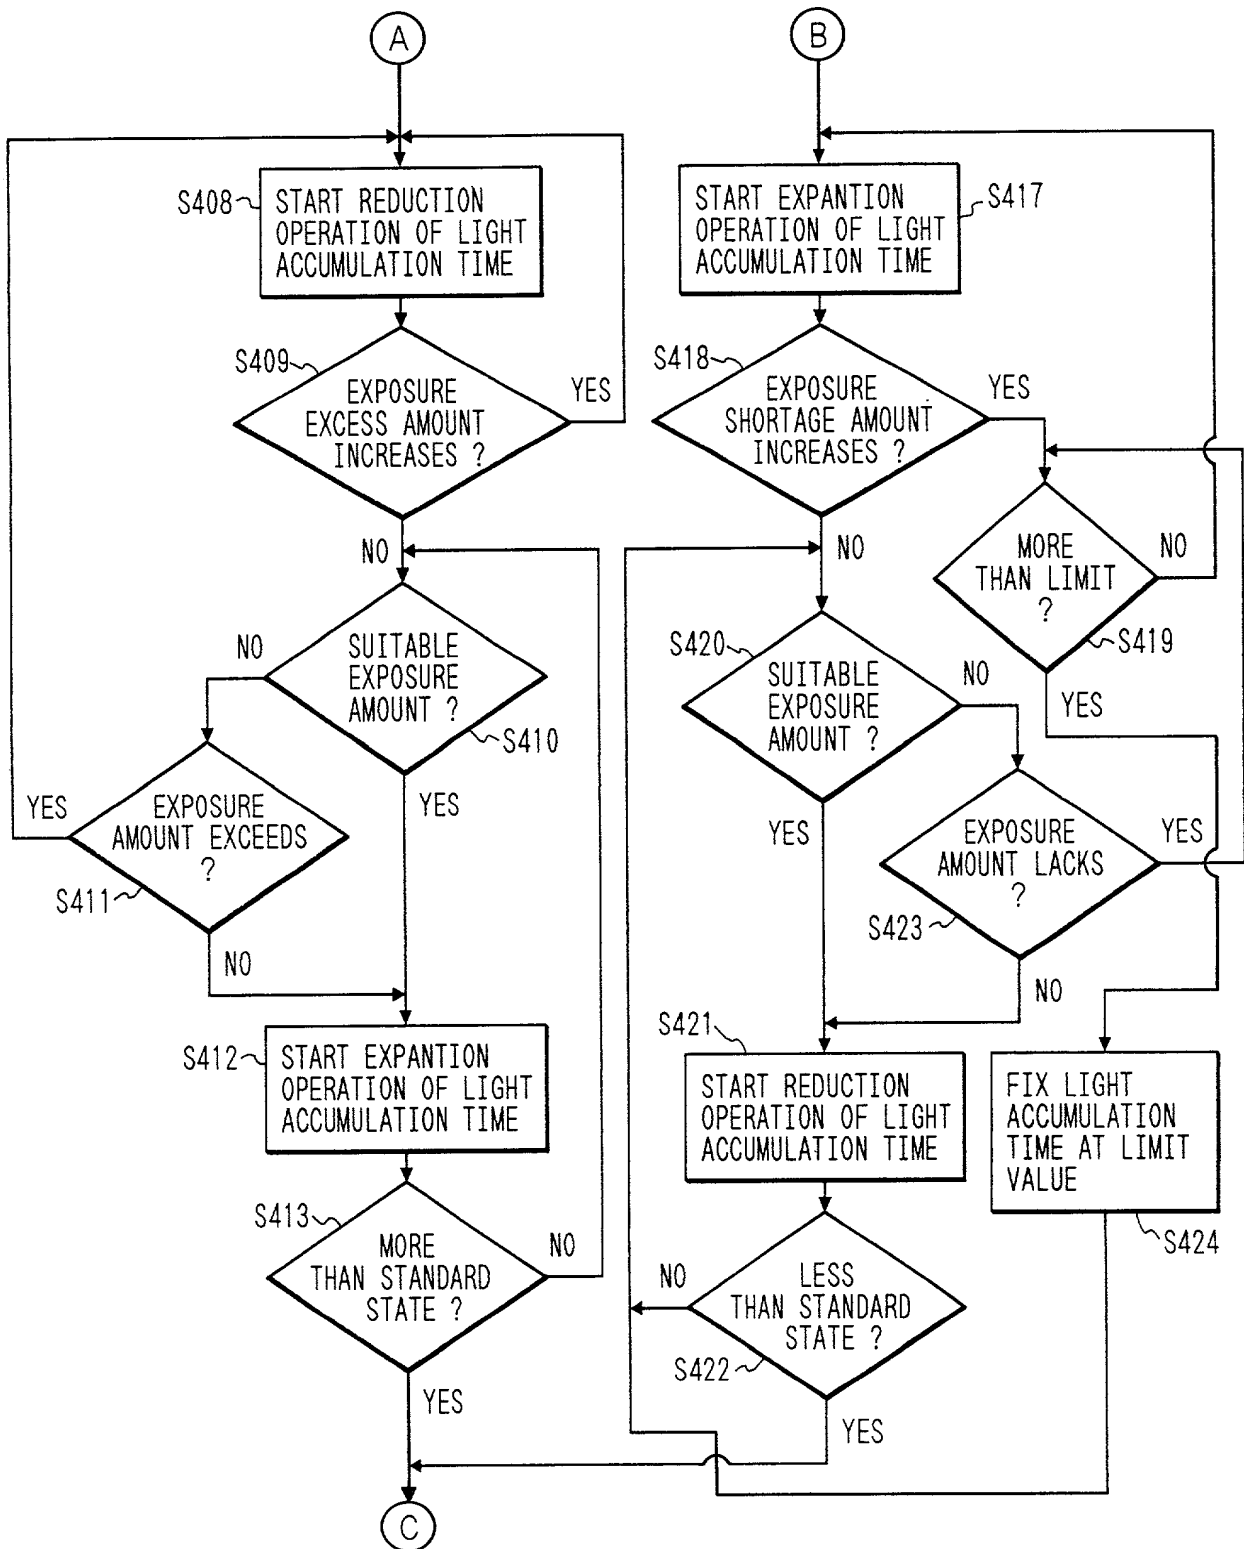 A
S408
START REDUCTION
OPERATION OF LIGHT
ACCUMULATION TIME
S409
EXPOSURE
EXCESS AMOUNT
INCREASES ?
YES
NO
SUITABLE
EXPOSURE
AMOUNT ?
S410
NO
YES
EXPOSURE
AMOUNT EXCEEDS
?
S411
YES
NO
S412
START EXPANTION
OPERATION OF LIGHT
ACCUMULATION TIME
S413
MORE
THAN STANDARD
STATE ?
NO
YES
C
B
START EXPANTION
OPERATION OF LIGHT
ACCUMULATION TIME
S417
S418
EXPOSURE
SHORTAGE AMOUNT
INCREASES ?
YES
NO
MORE
THAN LIMIT
?
S419
NO
YES
S420
SUITABLE
EXPOSURE
AMOUNT ?
NO
YES
EXPOSURE
AMOUNT LACKS
?
S423
YES
NO
S421
START REDUCTION
OPERATION OF LIGHT
ACCUMULATION TIME
FIX LIGHT
ACCUMULATION
TIME AT LIMIT
VALUE
S424
LESS
THAN STANDARD
STATE ?
S422
NO
YES